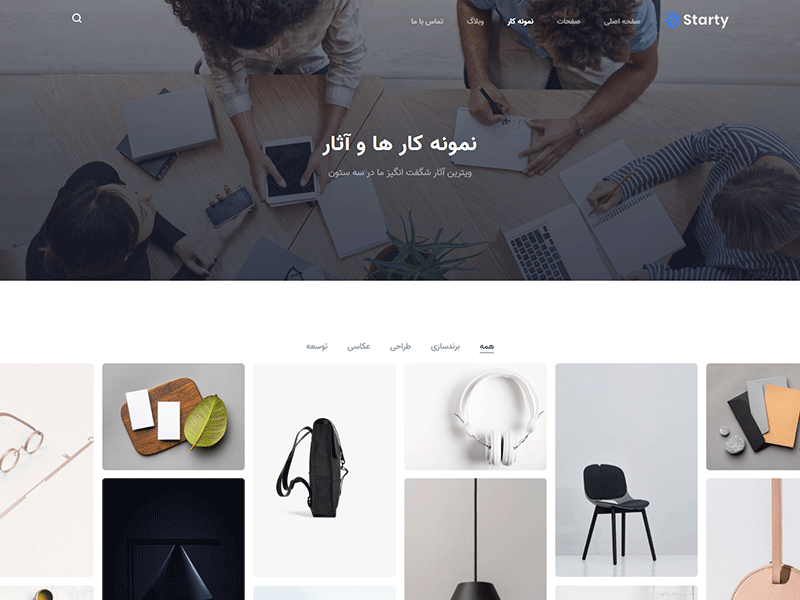 Starty
صفحه اصلی
صفحات
نمونه کار
وبلاگ
تماس با ما
نمونه کار ها و آثار
ویترین آثار شگفت انگیز ما در سه ستون
همه
برندسازی
طراحی
عکاسی
توسعه